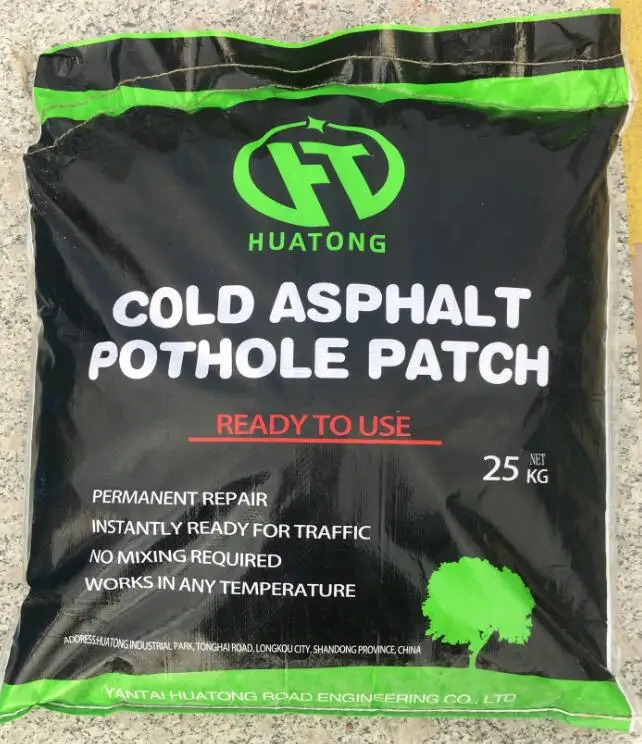 HT
HUATONG
COLD ASPHALT
POTHOLE PATCH
READY TO USE
25 NET KG
PERMANENT REPAIR
INSTANTLY READY FOR TRAFFIC
NO MIXING REQUIRED
WORKS IN ANY TEMPERATURE
ADDRESS:HUATONG INDUSTRIAL PARK, TONGHAI ROAD, LONGKOU CITY, SHANDONG PROVINCE, CHINA
YANTAI HUATONG ROAD ENGINEERING CO., LTD